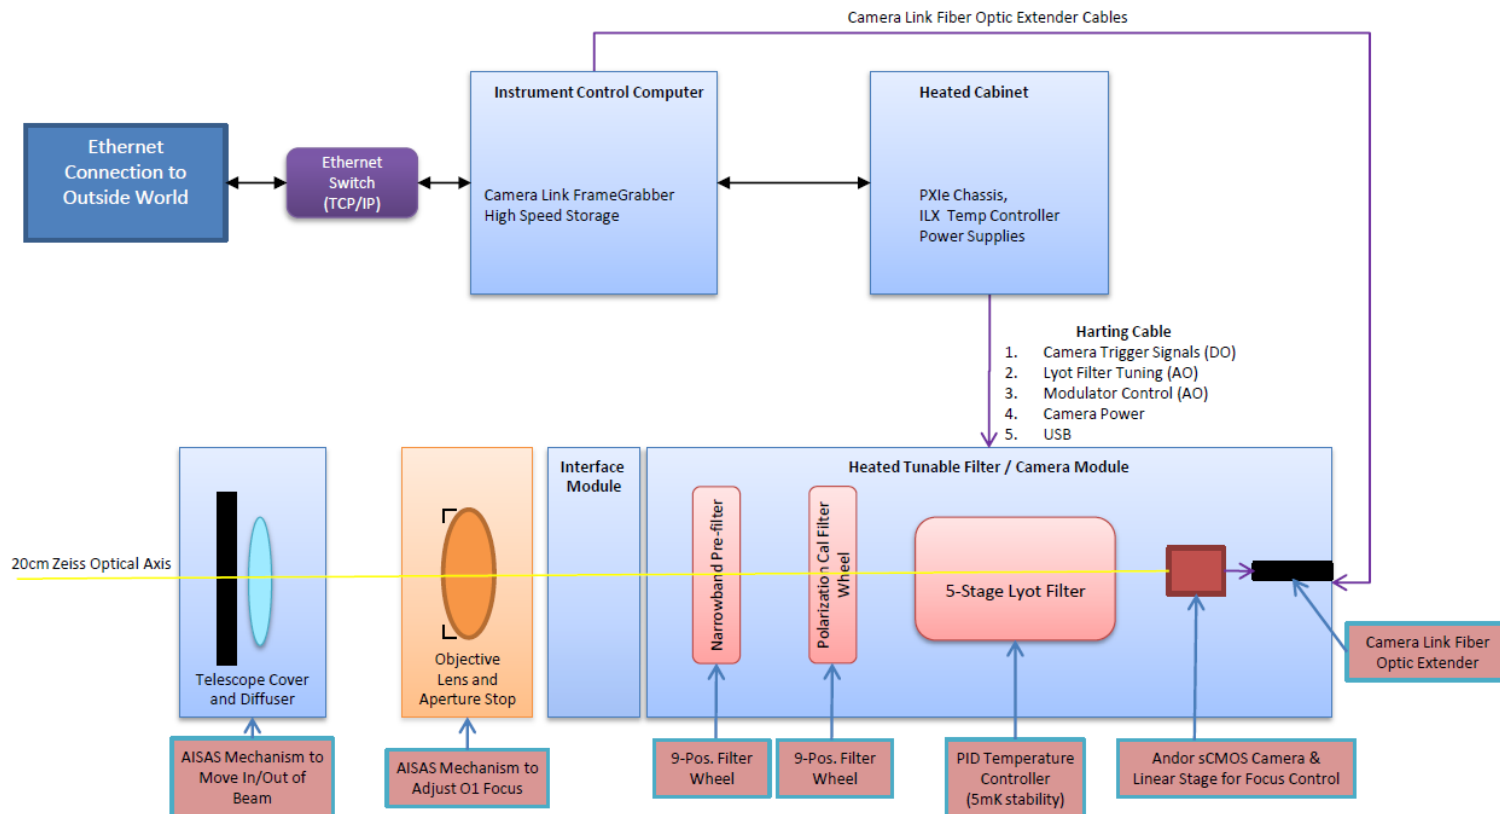 Camera Link Fiber Optic Extender Cables
Instrument Control Computer
Heated Cabinet
Ethernet
Connection to
Outside World
Ethernet
Switch
(TCP/IP)
Camera Link FrameGrabber
High Speed Storage
PXIe Chassis,
ILX Temp Controller
Power Supplies
Harting Cable
1. Camera Trigger Signals (DO)
2. Lyot Filter Tuning (AO)
3. Modulator Control (AO)
4. Camera Power
5. USB
Interface
Module
Heated Tunable Filter / Camera Module
20cm Zeiss Optical Axis
Narrowband Pre-filter
Polarization Cal Filter
Wheel
5-Stage Lyot Filter
Telescope Cover
and Diffuser
Objective
Lens and
Aperture Stop
Camera Link Fiber
Optic Extender
AISAS Mechanism to
Move In/Out of
Beam
AISAS Mechanism to
Adjust O1 Focus
9-Pos. Filter
Wheel
9-Pos. Filter
Wheel
PID Temperature
Controller
(5mK stability)
Andor sCMOS Camera &
Linear Stage for Focus Control